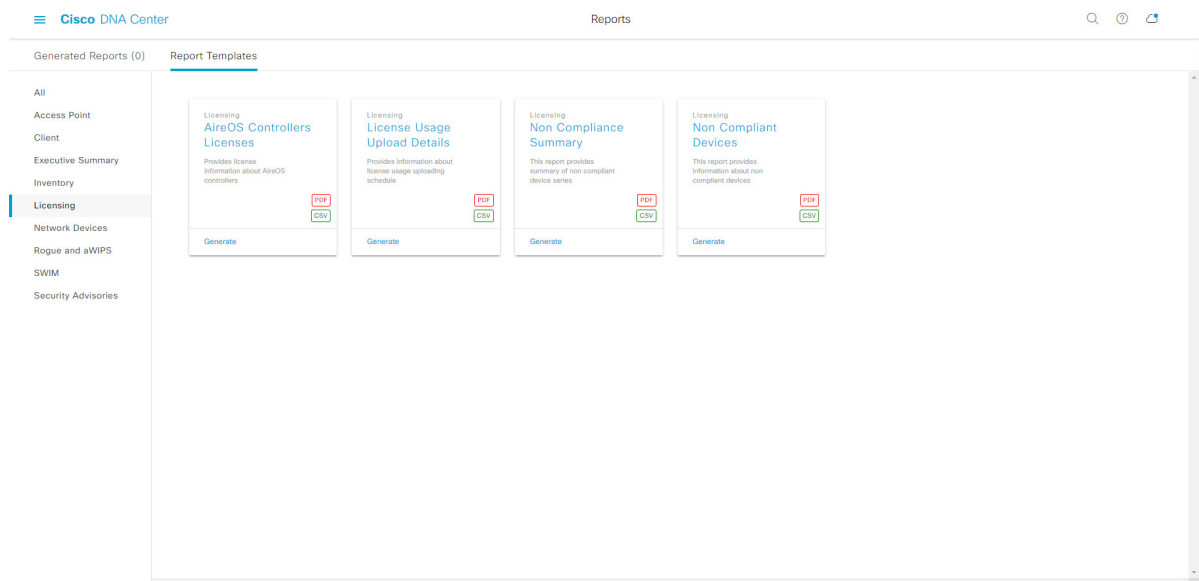 Cisco DNA Center
Reports
Generated Reports (0)
Report Templates
All
Access Point
Client
Executive Summary
Inventory
Licensing
Network Devices
Rogue and aWIPS
SWIM
Security Advisories
Licensing
AireOS Controllers
Licenses
Provides license
information about AireOS
controllers
PDF
CSV
Generate
Licensing
License Usage
Upload Details
Provides information about
license usage uploading
schedule
PDF
CSV
Generate
Licensing
Non Compliance
Summary
This report provides
summary of non compliant
device series
PDF
CSV
Generate
Licensing
Non Compliant
Devices
This report provides
information about non
compliant devices
PDF
CSV
Generate